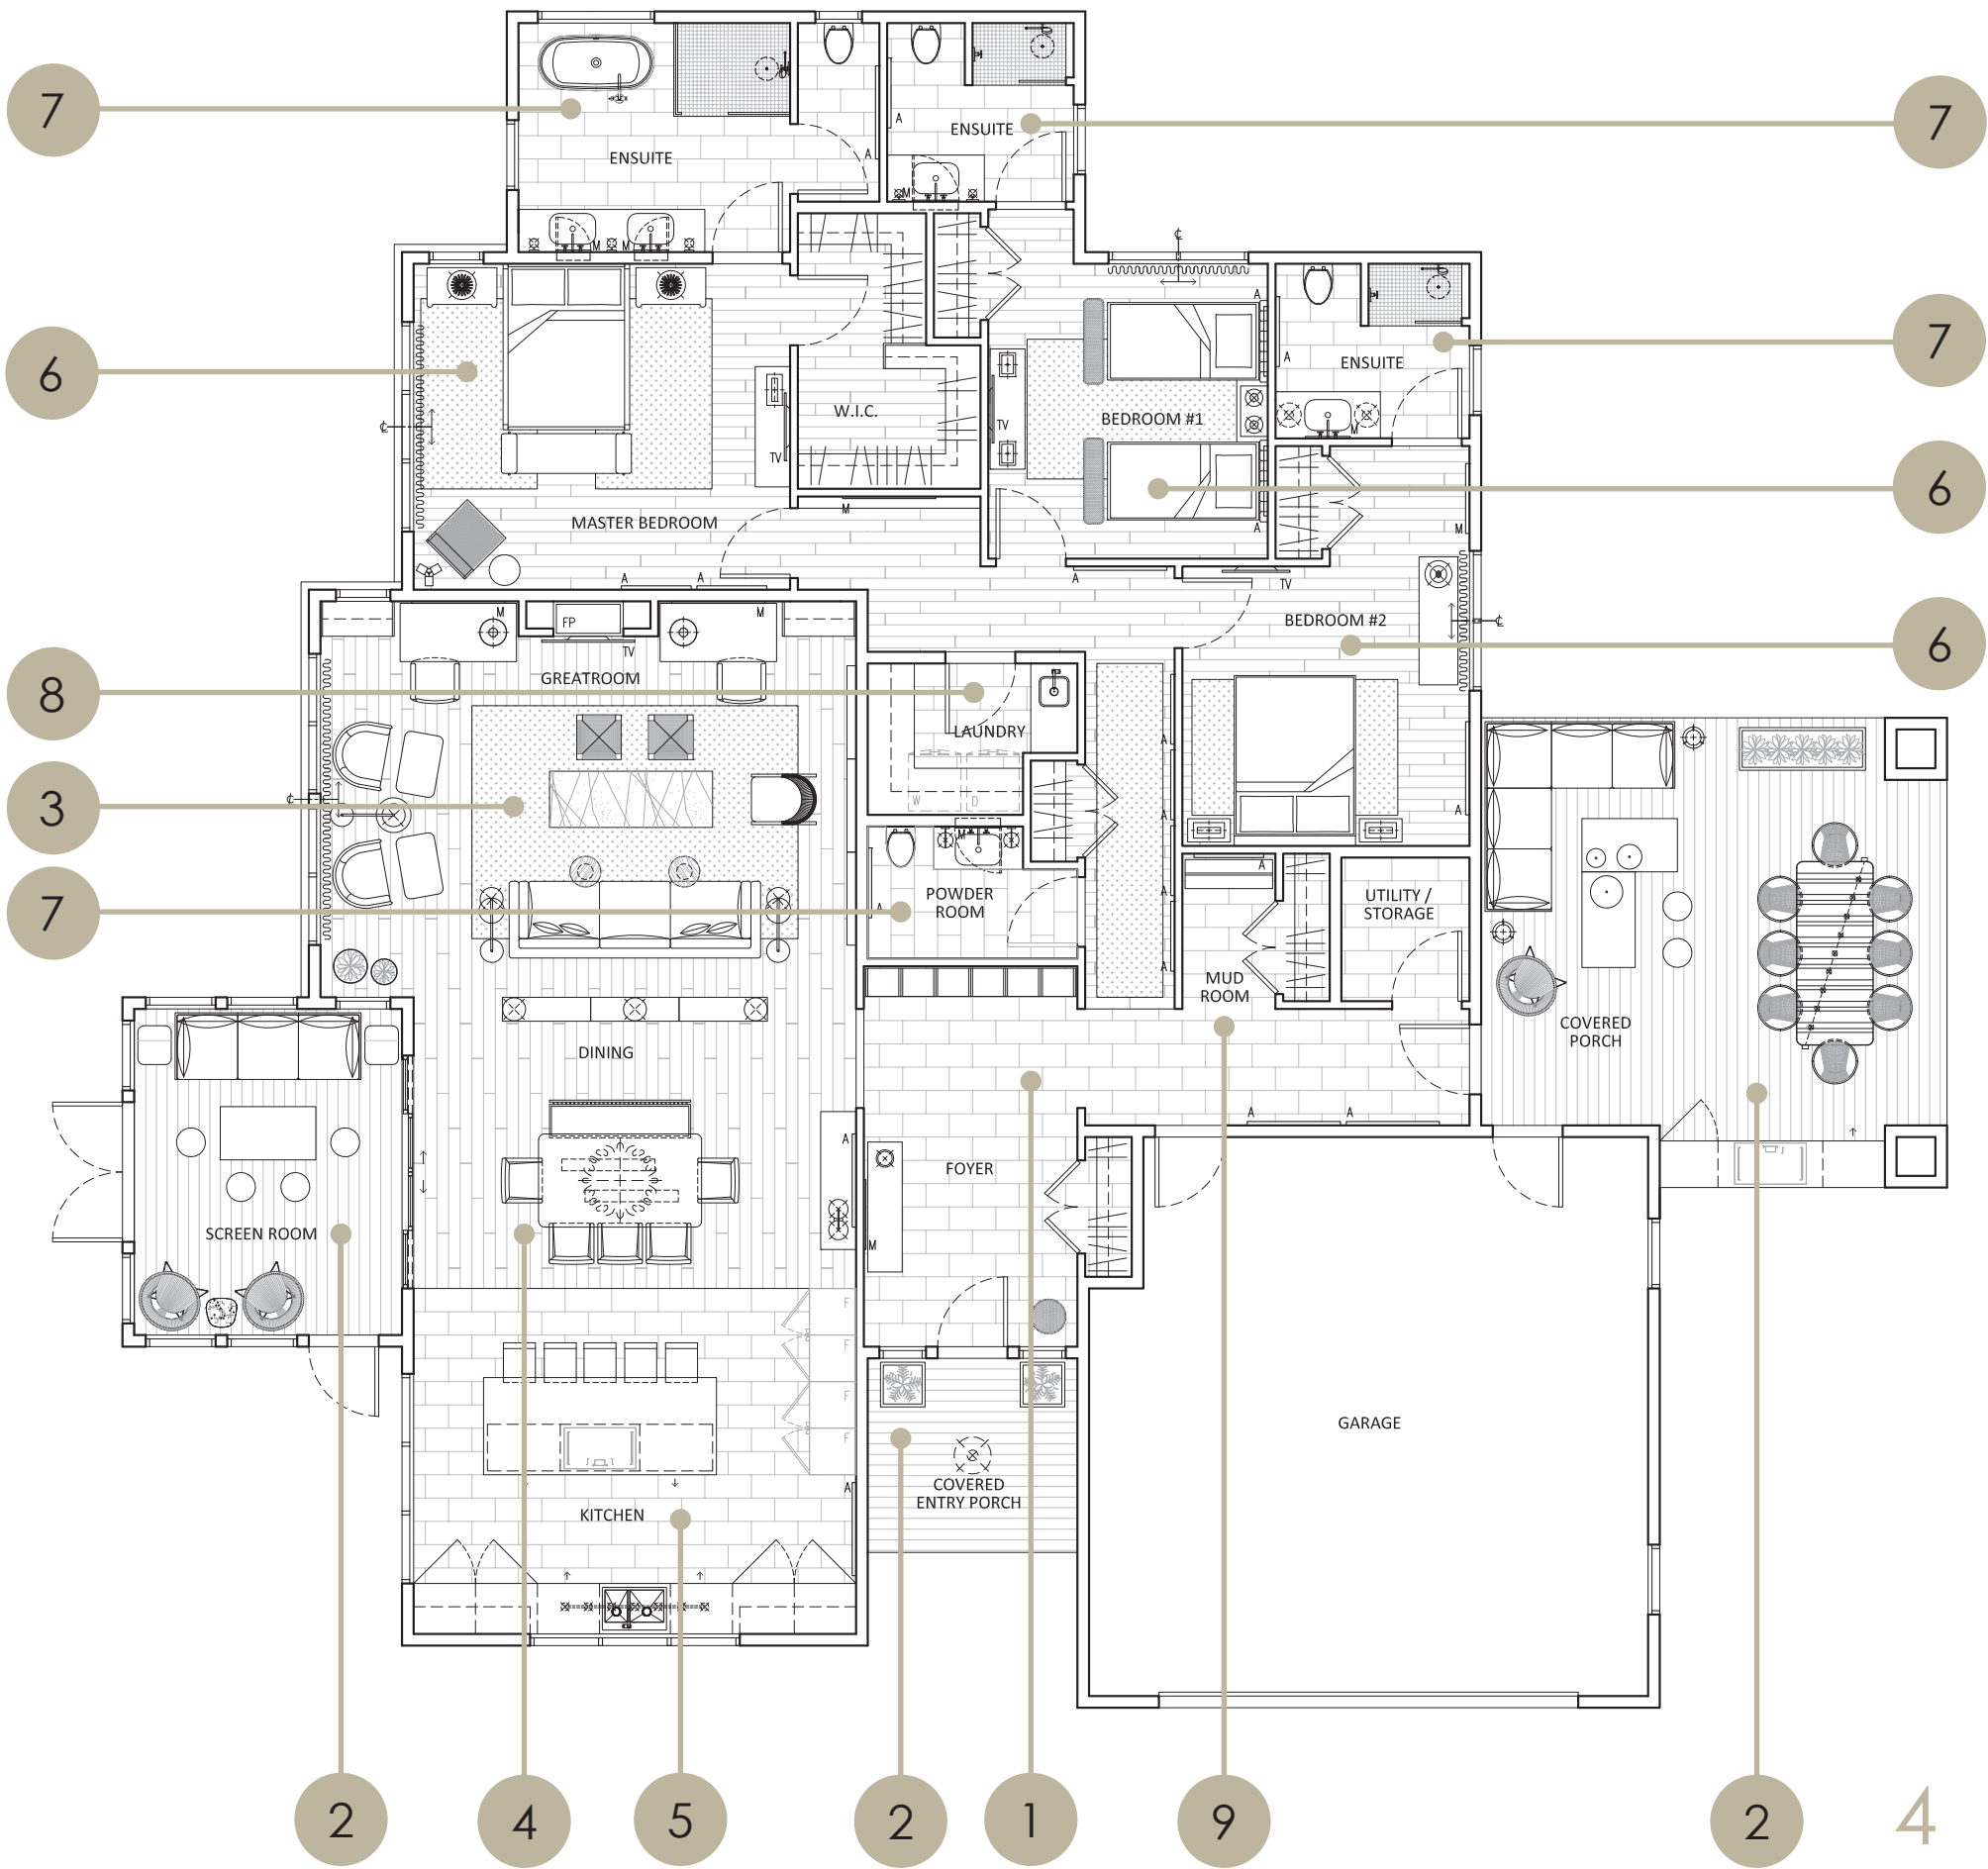 7
7
A
A
ENSUITE
ENSUITE
M
M
M
A
7
A
ENSUITE
6
W.I.C.
BEDROOM #1
TV
M
TV
6
MASTER BEDROOM
M
A
M
A
A
A
TV
M
FP
M
BEDROOM #2
TV
6
GREATROOM
8
LAUNDRY
A
3
W
D
A
M
A
7
A
POWDER
ROOM
A
UTILITY /
STORAGE
A
MUD
ROOM
COVERED
PORCH
DINING
A
A
A
FOYER
SCREEN ROOM
M
F
F
F
F
GARAGE
A
COVERED
ENTRY PORCH
KITCHEN
2
4
5
2
1
9
2
4